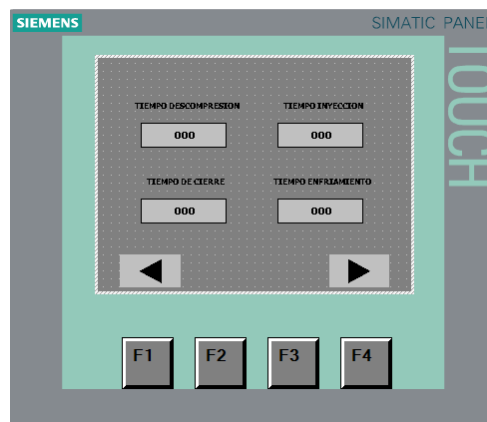 SIEMENS
SIMATIC PANEL
TOUCH
TIEMPO DESCOMPRESION
TIEMPO INYECCION
000
000
TIEMPO DE CIERRE
TIEMPO ENFRIAMIENTO
000
000
F1
F2
F3
F4